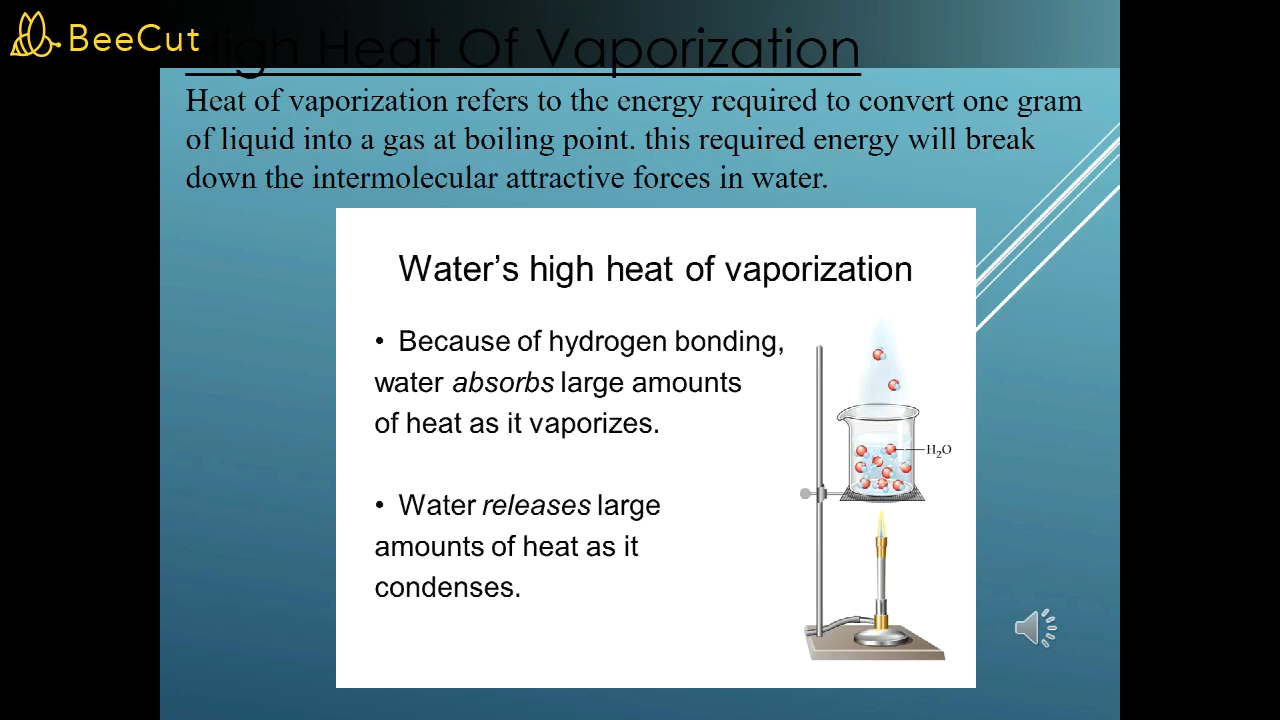 BeeCut
High Heat Of Vaporization
Heat of vaporization refers to the energy required to convert one gram
of liquid into a gas at boiling point. this required energy will break
down the intermolecular attractive forces in water.
Water’s high heat of vaporization
• Because of hydrogen bonding,
water absorbs large amounts
of heat as it vaporizes.
H₂O
• Water releases large
amounts of heat as it
condenses.